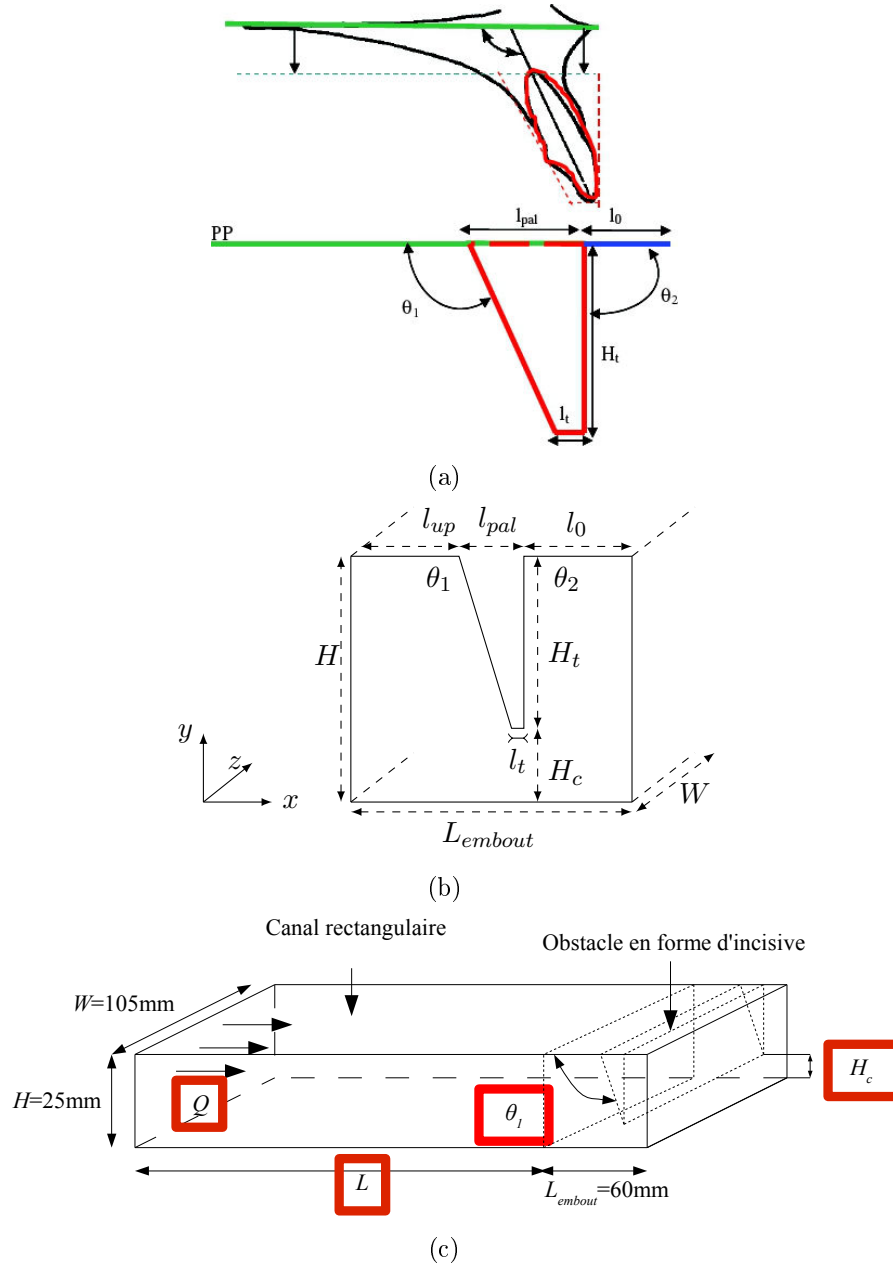 l_pal l_0
PP
θ_1 θ_2
H_t
l_t
(a)
l_up l_pal l_0
θ_1 θ_2
H H_t
y
z l_t H_c
x W
L_embout
(b)
Canal rectangulaire
Obstacle en forme d'incisive
W=105mm
H_c
H=25mm Q θ_1
L L_embout=60mm
(c)